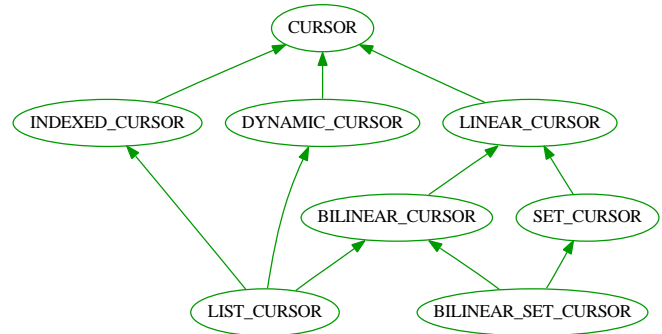 CURSOR
INDEXED_CURSOR
DYNAMIC_CURSOR
LINEAR_CURSOR
BILINEAR_CURSOR
SET_CURSOR
LIST_CURSOR
BILINEAR_SET_CURSOR